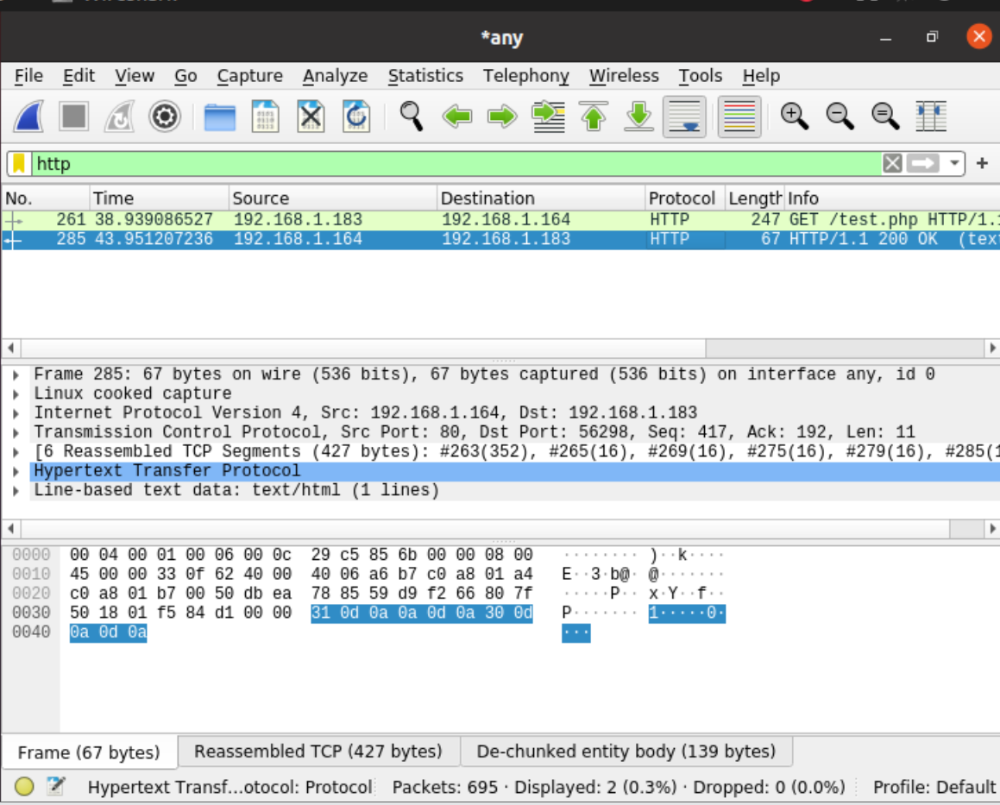 *any
File Edit View Go Capture Analyze Statistics Telephony Wireless Tools Help
http
No. Time Source Destination Protocol Length Info
261 38.939086527 192.168.1.183 192.168.1.164 HTTP 247 GET /test.php HTTP/1.1
285 43.951207236 192.168.1.164 192.168.1.183 HTTP 67 HTTP/1.1 200 OK (tex
Frame 285: 67 bytes on wire (536 bits), 67 bytes captured (536 bits) on interface any, id 0
Linux cooked capture
Internet Protocol Version 4, Src: 192.168.1.164, Dst: 192.168.1.183
Transmission Control Protocol, Src Port: 80, Dst Port: 56298, Seq: 417, Ack: 192, Len: 11
[6 Reassembled TCP Segments (427 bytes): #263(352), #265(16), #269(16), #275(16), #279(16), #285(1
Hypertext Transfer Protocol
Line-based text data: text/html (1 lines)
0000 00 04 00 01 00 06 00 0c 29 c5 85 6b 00 00 08 00 ········ )··k····
0010 45 00 00 33 0f 62 40 00 40 06 a6 b7 c0 a8 01 a4 E··3·b@· @·······
0020 c0 a8 01 b7 00 50 db ea 78 85 59 d9 f2 66 80 7f ·····P·· x·Y··f··
0030 50 18 01 f5 84 d1 00 00 31 0d 0a 0a 0d 0a 30 0d P······· 1·····0·
0040 0a 0d 0a ···
Frame (67 bytes) Reassembled TCP (427 bytes) De-chunked entity body (139 bytes)
Hypertext Transf…otocol: Protocol Packets: 695 · Displayed: 2 (0.3%) · Dropped: 0 (0.0%) Profile: Default